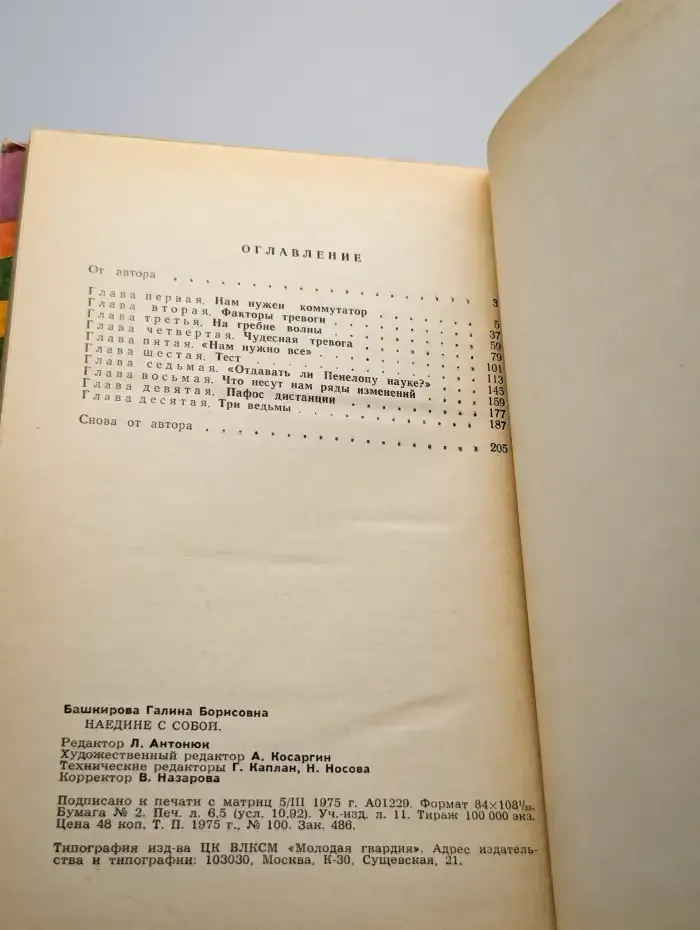 ОГЛАВЛЕНИЕ
От автора . . . . . . . . . . . . . . . . 3
Глава первая. Нам нужен коммутатор . . . . . . 5
Глава вторая. Факторы тревоги . . . . . . . . 37
Глава третья. На гребне волны . . . . . . . . 59
Глава четвертая. Чудесная тревога . . . . . . 79
Глава пятая. «Нам нужно все» . . . . . . . . 101
Глава шестая. Тест . . . . . . . . . . . . 113
Глава седьмая. «Отдавать ли Пенелопу науке?» . . 145
Глава восьмая. Что несут нам ряды изменений . . 159
Глава девятая. Пафос дистанции . . . . . . . 177
Глава десятая. Три ведьмы . . . . . . . . . 187
Снова от автора . . . . . . . . . . . . . 205
Башкирова Галина Борисовна
НАЕДИНЕ С СОБОЙ.
Редактор Л. Антонюк
Художественный редактор А. Косаргин
Технические редакторы Г. Каплан, Н. Носова
Корректор В. Назарова
Подписано к печати с матриц 5/III 1975 г. А01229. Формат 84×108¹/₃₂.
Бумага № 2. Печ. л. 6,5 (усл. 10,92). Уч.-изд. л. 11. Тираж 100 000 экз.
Цена 48 коп. Т. П. 1975 г., № 100. Зак. 486.
Типография изд-ва ЦК ВЛКСМ «Молодая гвардия». Адрес издатель-
ства и типографии: 103030, Москва, К-30, Сущевская, 21.